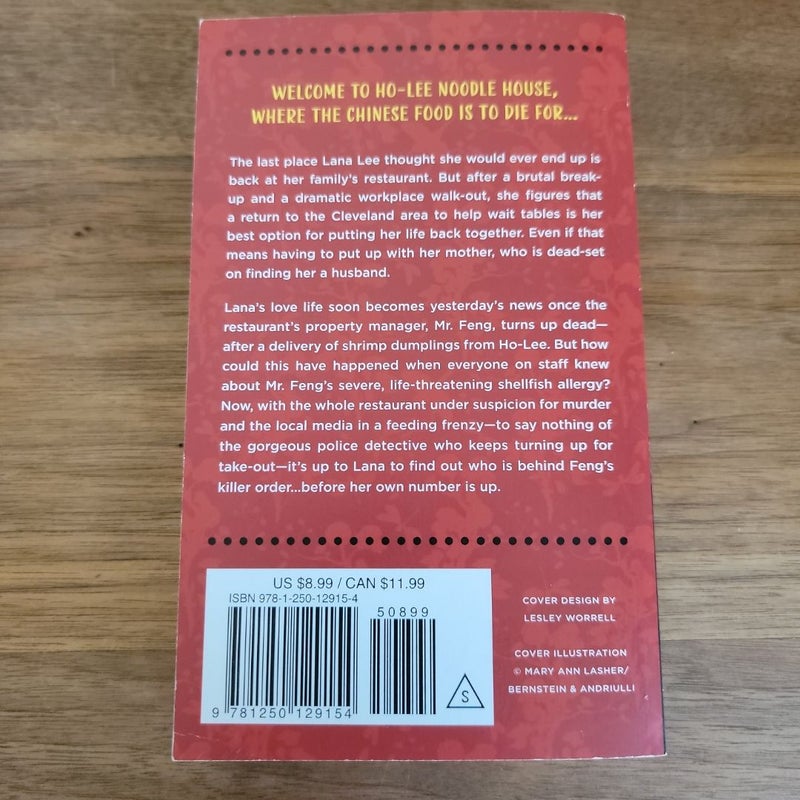 WELCOME TO HO-LEE NOODLE HOUSE,
WHERE THE CHINESE FOOD IS TO DIE FOR...
The last place Lana Lee thought she would ever end up is
back at her family's restaurant. But after a brutal break-
up and a dramatic workplace walk-out, she figures that
a return to the Cleveland area to help wait tables is her
best option for putting her life back together. Even if that
means having to put up with her mother, who is dead-set
on finding her a husband.
Lana's love life soon becomes yesterday's news once the
restaurant's property manager, Mr. Feng, turns up dead—
after a delivery of shrimp dumplings from Ho-Lee. But how
could this have happened when everyone on staff knew
about Mr. Feng's severe, life-threatening shellfish allergy?
Now, with the whole restaurant under suspicion for murder
and the local media in a feeding frenzy—to say nothing of
the gorgeous police detective who keeps turning up for
take-out—it's up to Lana to find out who is behind Feng's
killer order...before her own number is up.
US $8.99 / CAN $11.99
ISBN 978-1-250-12915-4
50899
9 781250 129154
S
COVER DESIGN BY
LESLEY WORRELL
COVER ILLUSTRATION
© MARY ANN LASHER/
BERNSTEIN & ANDRIULLI